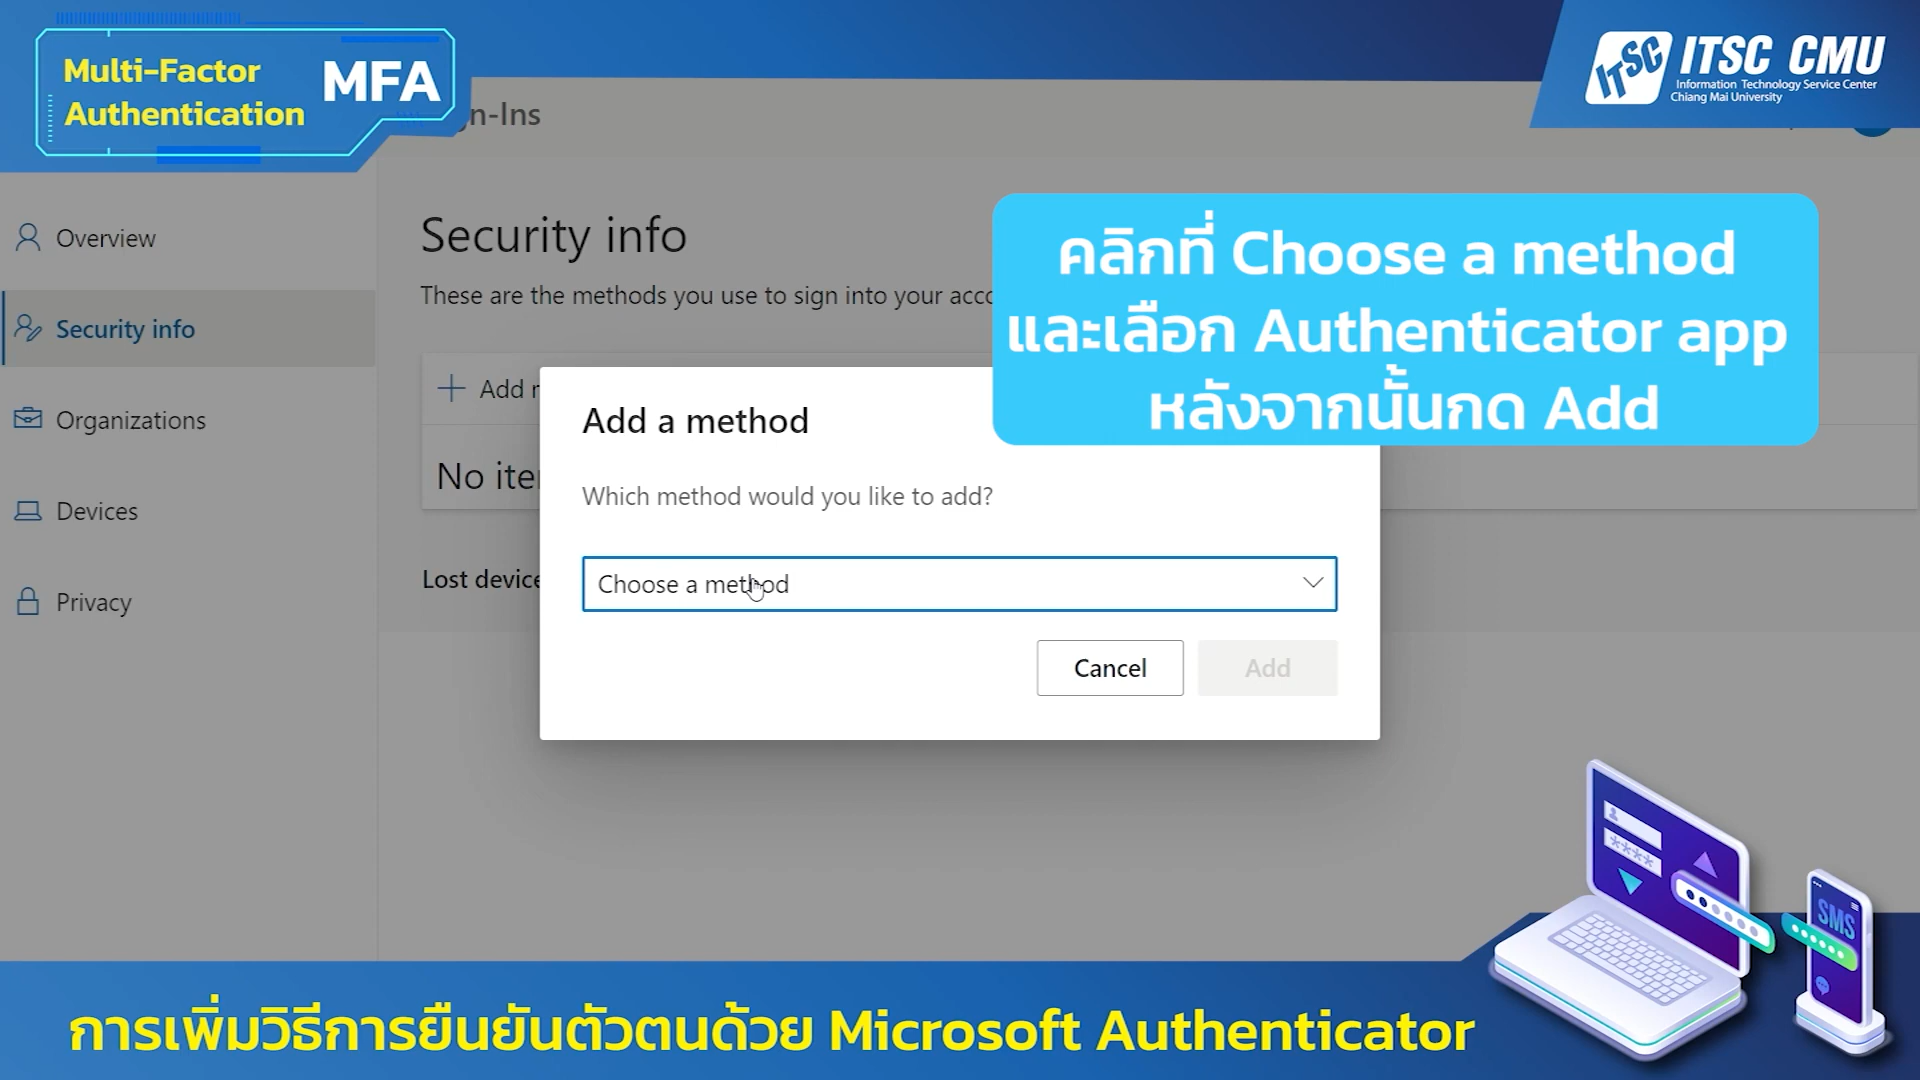 Multi-Factor
Authentication
MFA
ITSC
ITSC CMU
Information Technology Service Center
Chiang Mai University
n-Ins
Overview
Security info
Organizations
Devices
Privacy
Security info
These are the methods you use to sign into your acco
Add
No ite
Lost device
คลิกที่ Choose a method
และเลือก Authenticator app
หลังจากนั้นกด Add
Add a method
Which method would you like to add?
Choose a method
Cancel
Add
****
SMS
การเพิ่มวิธีการยืนยันตัวตนด้วย Microsoft Authenticator